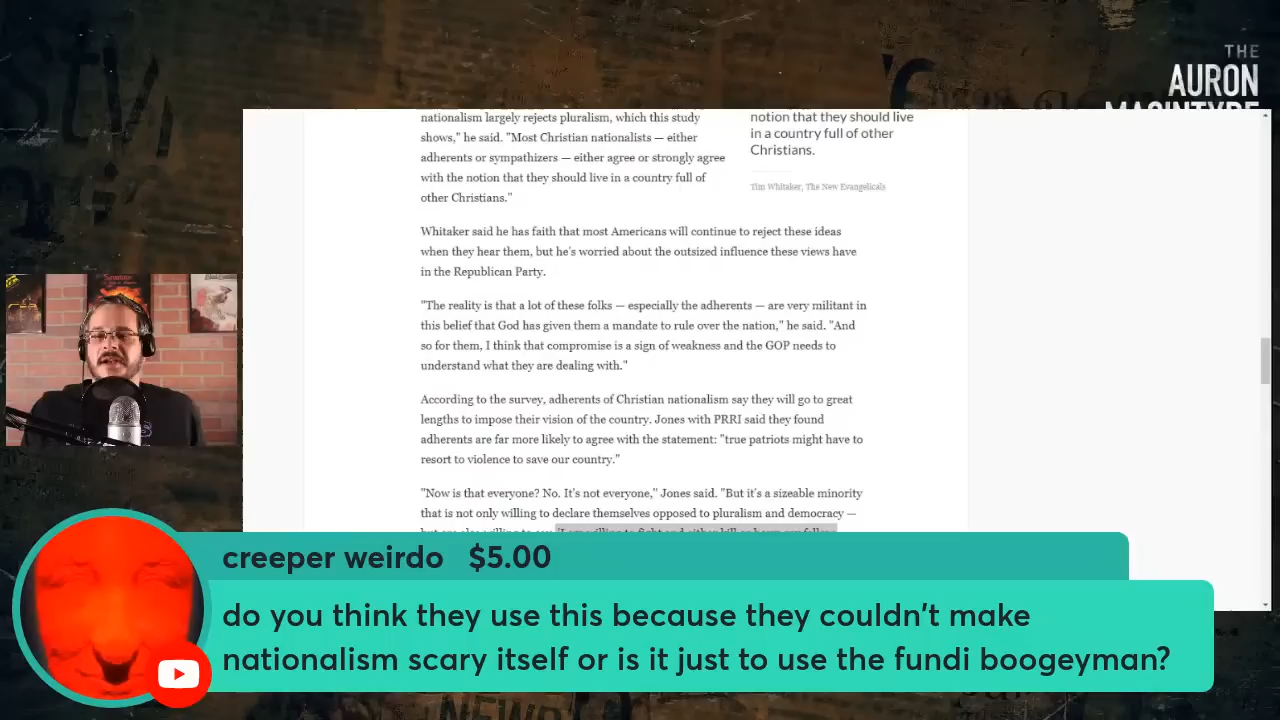 THE
AURON
MACINTYRE
nationalism largely rejects pluralism, which this study
shows," he said. "Most Christian nationalists — either
adherents or sympathizers — either agree or strongly agree
with the notion that they should live in a country full of
other Christians."
notion that they should live
in a country full of other
Christians.
Tim Whitaker, The New Evangelicals
Whitaker said he has faith that most Americans will continue to reject these ideas
when they hear them, but he's worried about the outsized influence these views have
in the Republican Party.
"The reality is that a lot of these folks — especially the adherents — are very militant in
this belief that God has given them a mandate to rule over the nation," he said. "And
so for them, I think that compromise is a sign of weakness and the GOP needs to
understand what they are dealing with."
According to the survey, adherents of Christian nationalism say they will go to great
lengths to impose their vision of the country. Jones with PRRI said they found
adherents are far more likely to agree with the statement: "true patriots might have to
resort to violence to save our country."
"Now is that everyone? No. It's not everyone," Jones said. "But it's a sizeable minority
that is not only willing to declare themselves opposed to pluralism and democracy —
creeper weirdo $5.00
do you think they use this because they couldn't make
nationalism scary itself or is it just to use the fundi boogeyman?